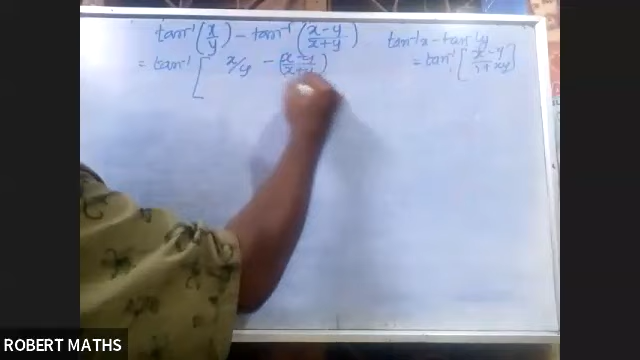 tan⁻¹(x/y) − tan⁻¹((x−y)/(x+y))
tan⁻¹x − tan⁻¹y
= tan⁻¹[ x/y − ((x−y)/(x+y))
= tan⁻¹[(x−y)/(1+xy)]
ROBERT MATHS